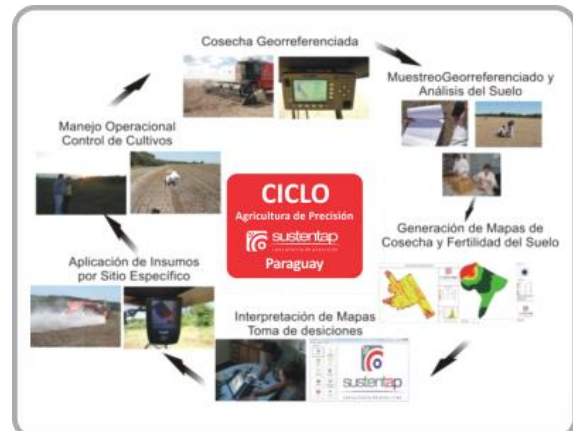 Cosecha Georreferenciada
MuestreoGeorreferenciado y
Análisis del Suelo
Generación de Mapas de
Cosecha y Fertilidad del Suelo
Interpretación de Mapas
Toma de desiciones
sustentap
Aplicación de Insumos
por Sitio Específico
Manejo Operacional
Control de Cultivos
CICLO
Agricultura de Precisión
sustentap
Paraguay